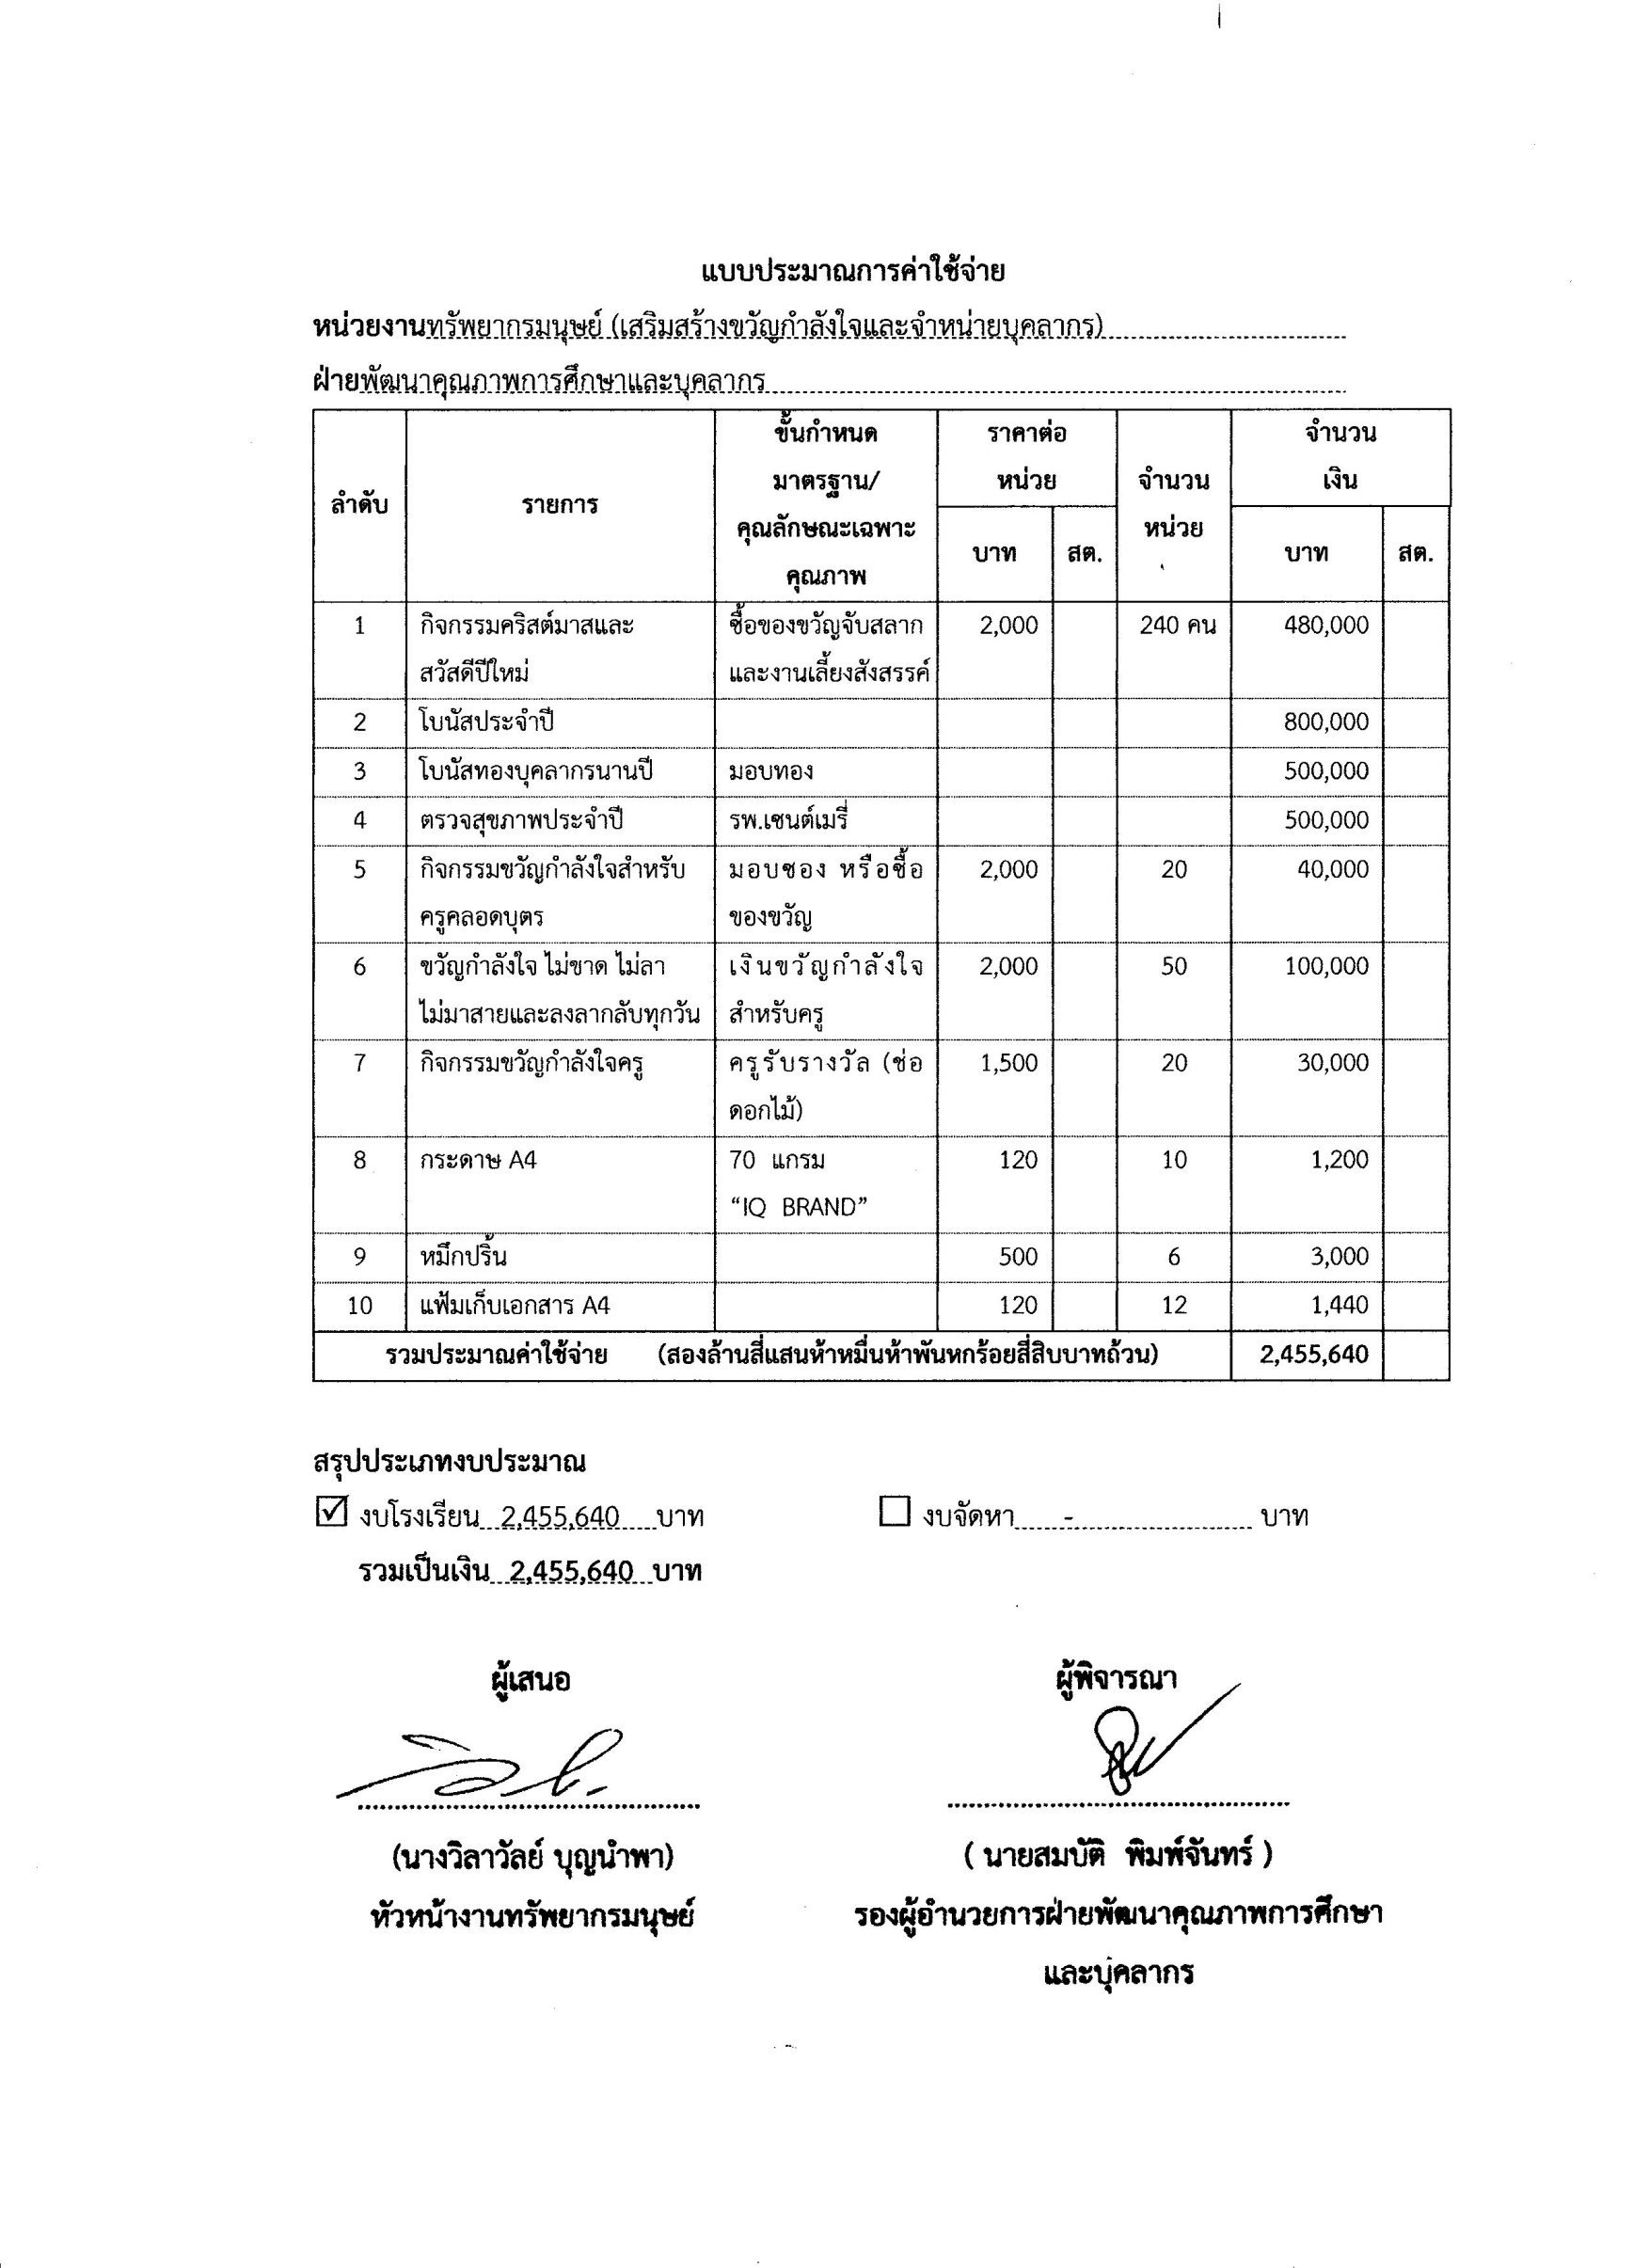 แบบประมาณการค่าใช้จ่าย
หน่วยงานทรัพยากรมนุษย์ (เสริมสร้างขวัญกำลังใจและจำหน่ายบุคลากร)
ฝ่ายพัฒนาคุณภาพการศึกษาและบุคลากร
ลำดับ รายการ ขั้นกำหนด มาตรฐาน/ คุณลักษณะเฉพาะ คุณภาพ ราคาต่อ หน่วย จำนวน หน่วย จำนวน เงิน
บาท สต. บาท สต.
1 กิจกรรมคริสต์มาสและ ซื้อของขวัญจับสลาก 2,000 240 คน 480,000
สวัสดีปีใหม่ และงานเลี้ยงสังสรรค์
2 โบนัสประจำปี 800,000
3 โบนัสทองบุคลากรนานปี มอบทอง 500,000
4 ตรวจสุขภาพประจำปี รพ.เซนต์เมรี่ 500,000
5 กิจกรรมขวัญกำลังใจสำหรับ มอบซอง หรือซื้อ 2,000 20 40,000
ครูคลอดบุตร ของขวัญ
6 ขวัญกำลังใจ ไม่ขาด ไม่ลา เงินขวัญกำลังใจ 2,000 50 100,000
ไม่มาสายและลงลากลับทุกวัน สำหรับครู
7 กิจกรรมขวัญกำลังใจครู ครูรับรางวัล (ช่อ 1,500 20 30,000
ดอกไม้)
8 กระดาษ A4 70 แกรม 120 10 1,200
“IQ BRAND”
9 หมึกปริ้น 500 6 3,000
10 แฟ้มเก็บเอกสาร A4 120 12 1,440
รวมประมาณค่าใช้จ่าย (สองล้านสี่แสนห้าหมื่นห้าพันหกร้อยสี่สิบบาทถ้วน) 2,455,640
สรุปประเภทงบประมาณ
งบโรงเรียน 2,455,640 บาท งบจัดหา - บาท
รวมเป็นเงิน 2,455,640 บาท
ผู้เสนอ ผู้พิจารณา
(นางวิลาวัลย์ บุญนำพา) ( นายสมบัติ พิมพ์จันทร์ )
หัวหน้างานทรัพยากรมนุษย์ รองผู้อำนวยการฝ่ายพัฒนาคุณภาพการศึกษา
และบุคลากร